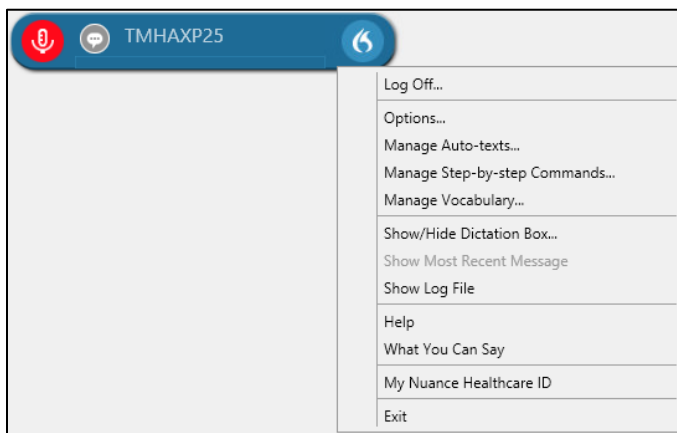 TMHAXP25
Log Off...
Options...
Manage Auto-texts...
Manage Step-by-step Commands...
Manage Vocabulary...
Show/Hide Dictation Box...
Show Most Recent Message
Show Log File
Help
What You Can Say
My Nuance Healthcare ID
Exit